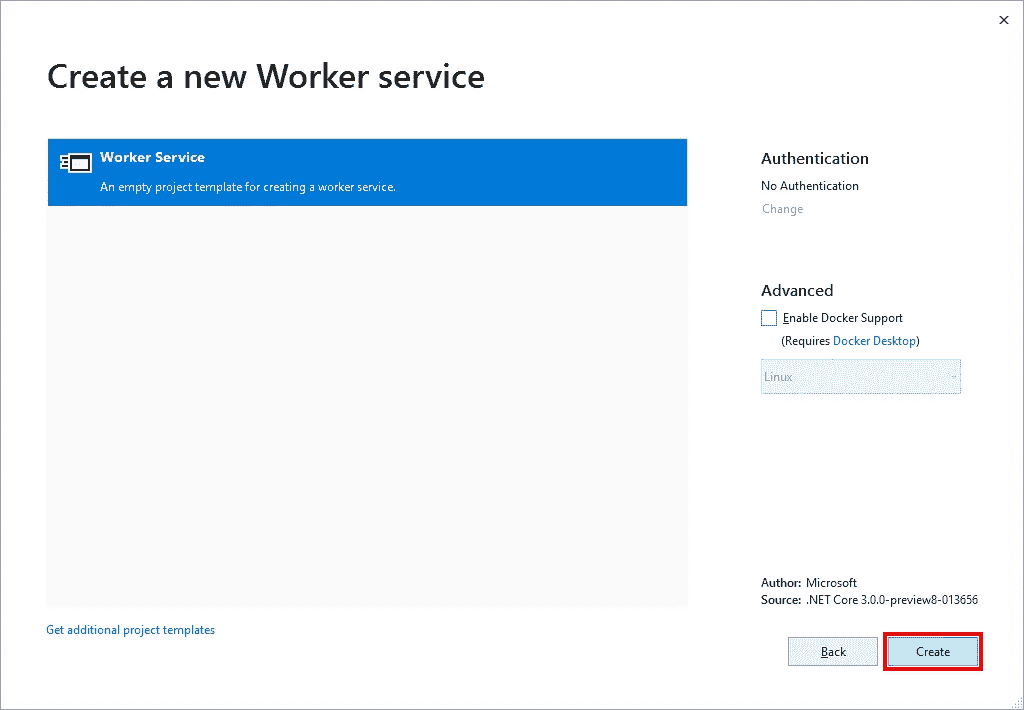 Create a new Worker service
Worker Service
An empty project template for creating a worker service.
Get additional project templates
Authentication
No Authentication
Change
Advanced
Enable Docker Support
(Requires Docker Desktop)
Linux
Author: Microsoft
Source: .NET Core 3.0.0-preview8-013656
Back
Create